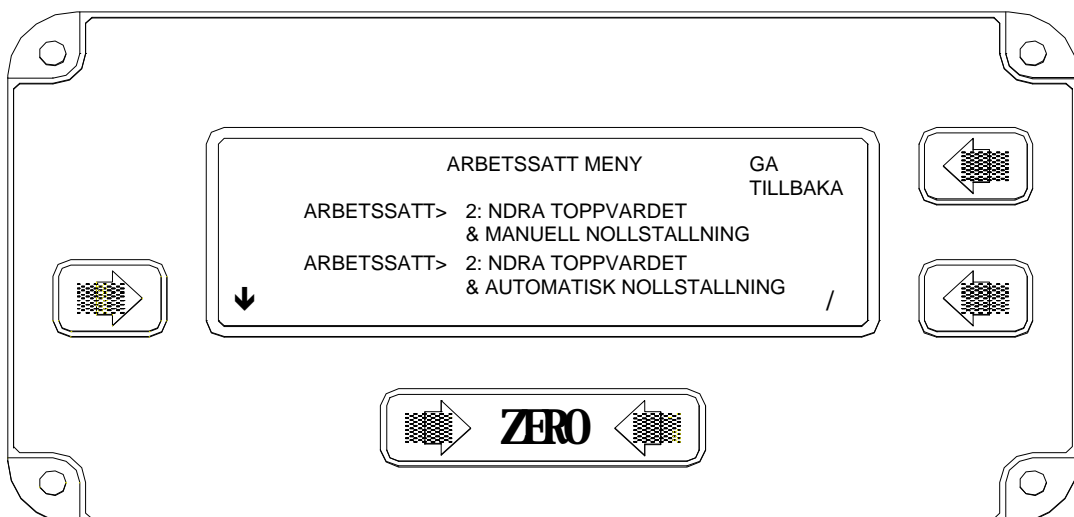 ARBETSSATT MENY GA
TILLBAKA
ARBETSSATT> 2: NDRA TOPPVARDET
& MANUELL NOLLSTALLNING
ARBETSSATT> 2: NDRA TOPPVARDET
& AUTOMATISK NOLLSTALLNING
/
ZERO